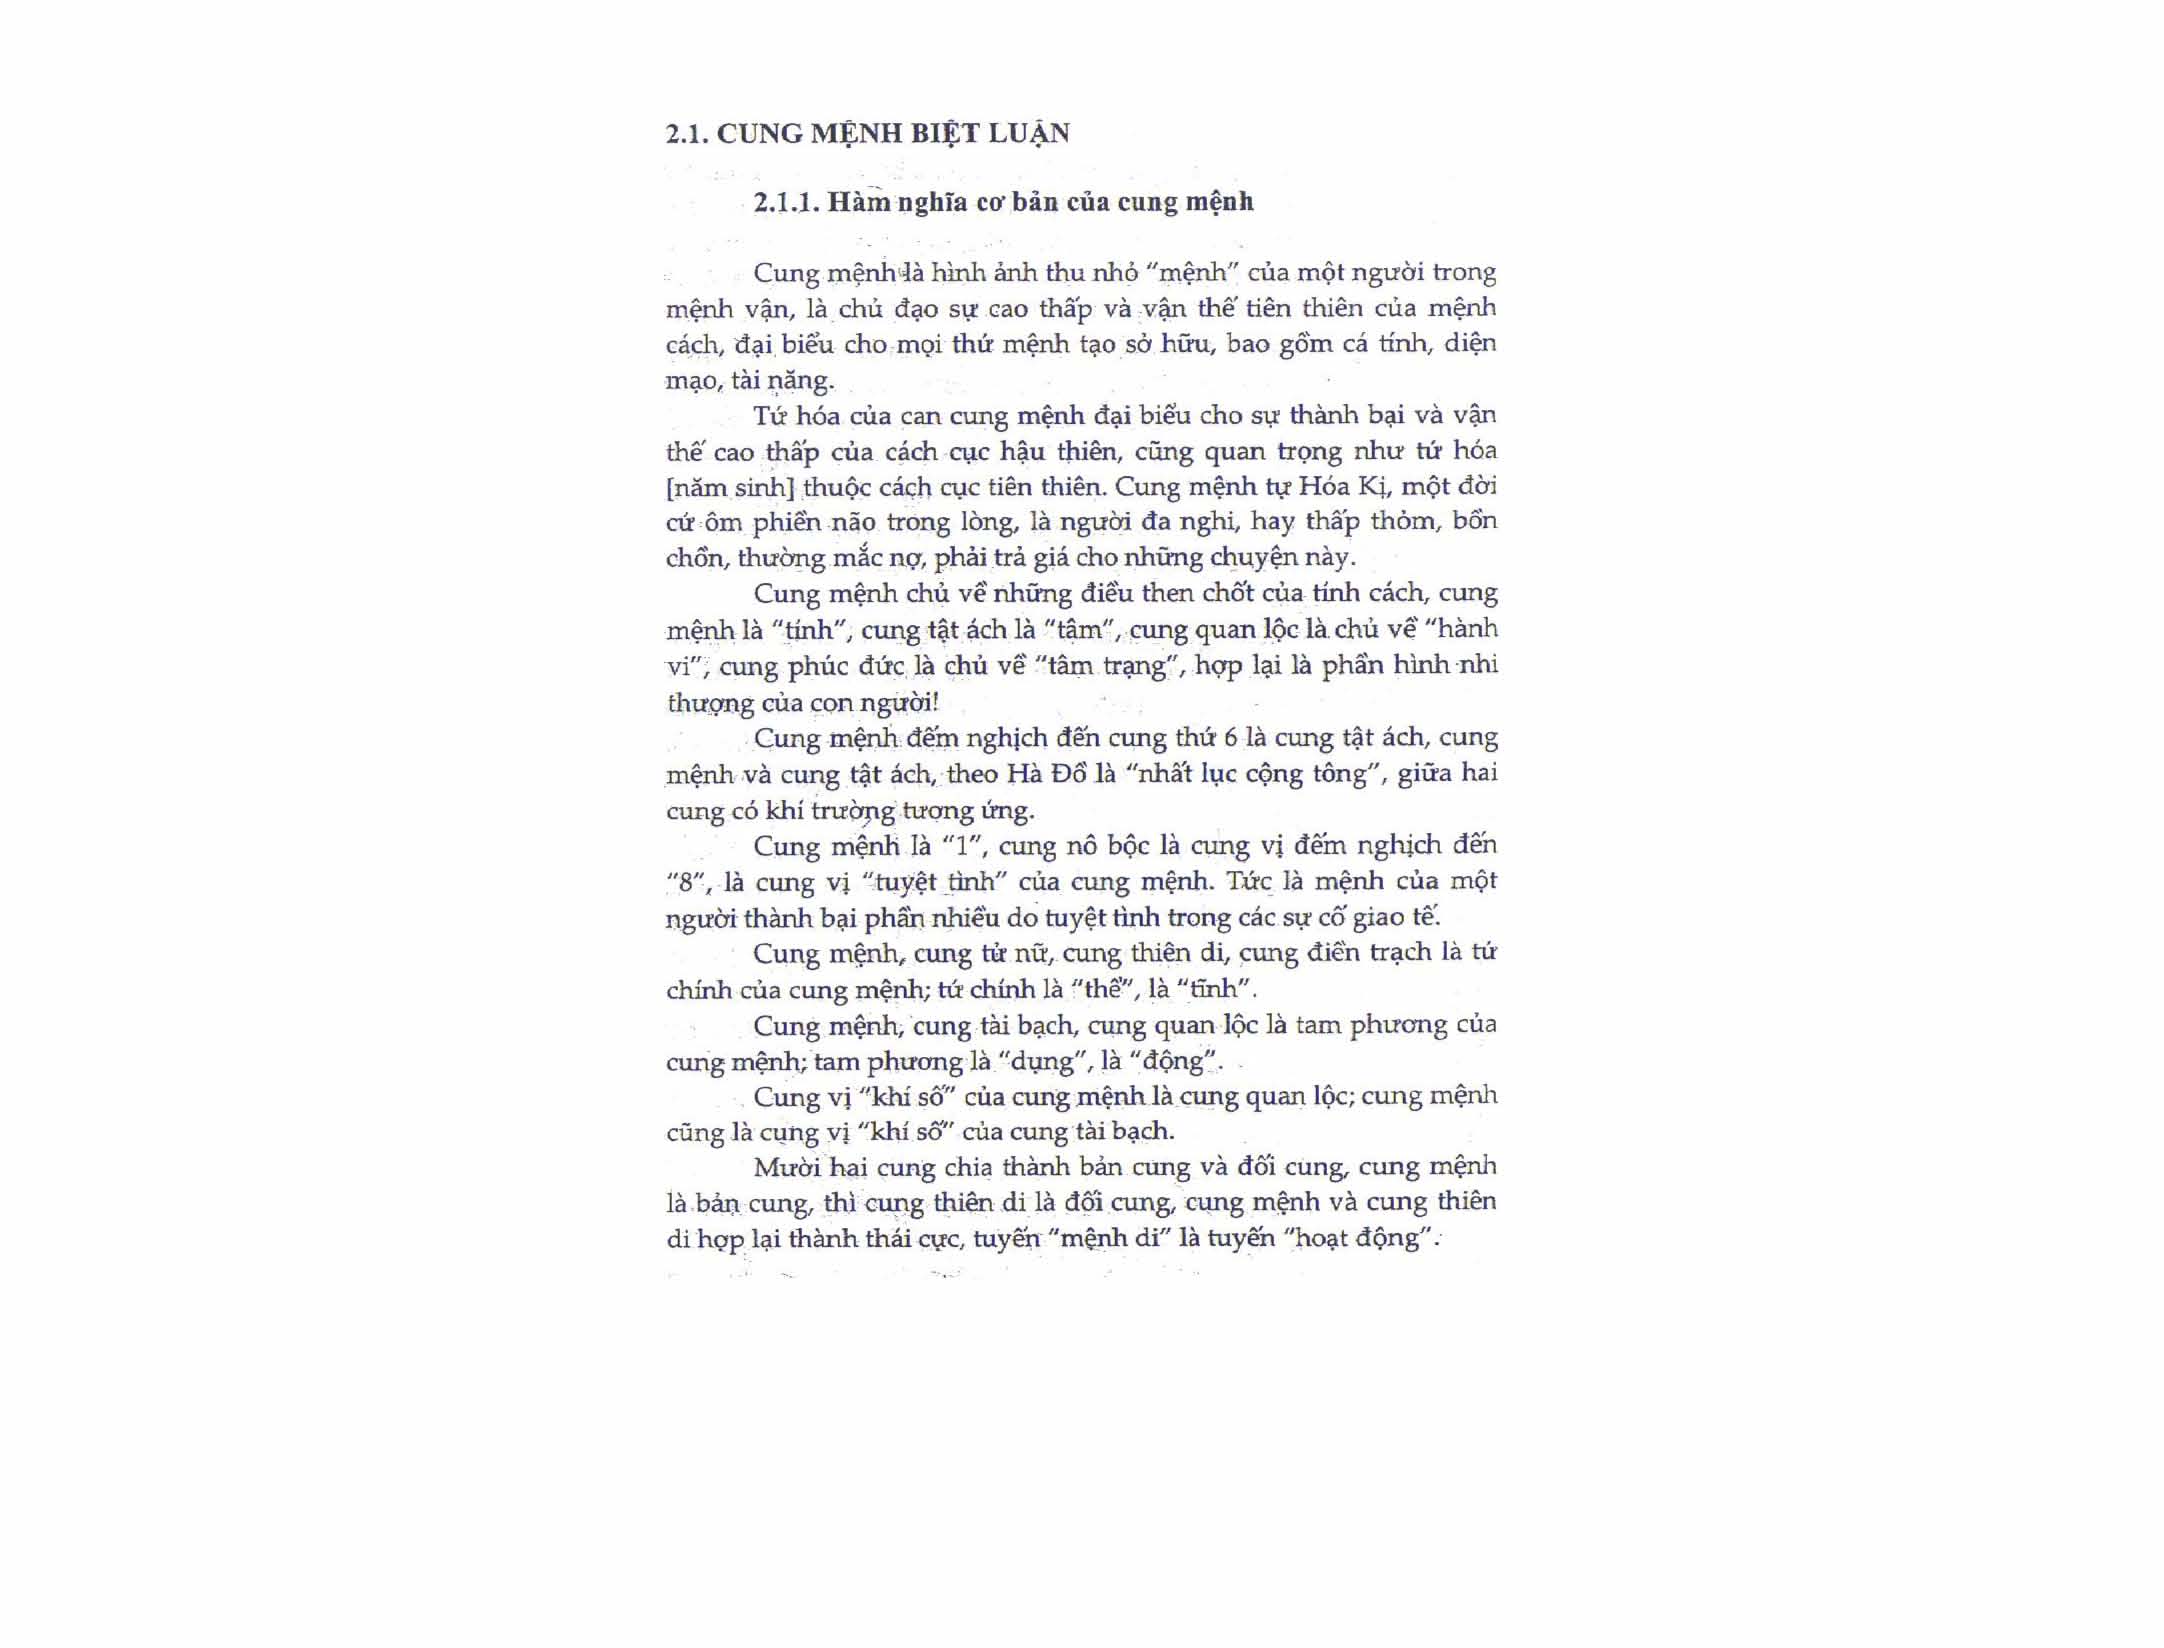 2.1. CUNG MỆNH BIỆT LUẬN
2.1.1. Hàm nghĩa cơ bản của cung mệnh
Cung mệnh là hình ảnh thu nhỏ "mệnh" của một người trong
mệnh vận, là chủ đạo sự cao thấp và vận thế tiên thiên của mệnh
cách, đại biểu cho mọi thứ mệnh tạo sở hữu, bao gồm cá tính, diện
mạo, tài năng.
Tứ hóa của can cung mệnh đại biểu cho sự thành bại và vận
thế cao thấp của cách cục hậu thiên, cũng quan trọng như tứ hóa
[năm sinh] thuộc cách cục tiên thiên. Cung mệnh tự Hóa Kị, một đời
cứ ôm phiền não trong lòng, là người đa nghi, hay thấp thỏm, bồn
chồn, thường mắc nợ, phải trả giá cho những chuyện này.
Cung mệnh chủ về những điều then chốt của tính cách, cung
mệnh là "tính", cung tật ách là "tâm", cung quan lộc là chủ về "hành
vi", cung phúc đức là chủ về "tâm trạng", hợp lại là phần hình nhi
thượng của con người!
Cung mệnh đếm nghịch đến cung thứ 6 là cung tật ách, cung
mệnh và cung tật ách, theo Hà Đồ là "nhất lục cộng tông", giữa hai
cung có khí trường tương ứng.
Cung mệnh là "1", cung nô bộc là cung vị đếm nghịch đến
"8", là cung vị "tuyệt tình" của cung mệnh. Tức là mệnh của một
người thành bại phần nhiều do tuyệt tình trong các sự cố giao tế.
Cung mệnh, cung tử nữ, cung thiên di, cung điền trạch là tứ
chính của cung mệnh; tứ chính là "thể", là "tĩnh".
Cung mệnh, cung tài bạch, cung quan lộc là tam phương của
cung mệnh; tam phương là "dụng", là "động".
Cung vị "khí số" của cung mệnh là cung quan lộc; cung mệnh
cũng là cung vị "khí số" của cung tài bạch.
Mười hai cung chia thành bản cung và đối cung, cung mệnh
là bản cung, thì cung thiên di là đối cung, cung mệnh và cung thiên
di hợp lại thành thái cực, tuyến "mệnh di" là tuyến "hoạt động".